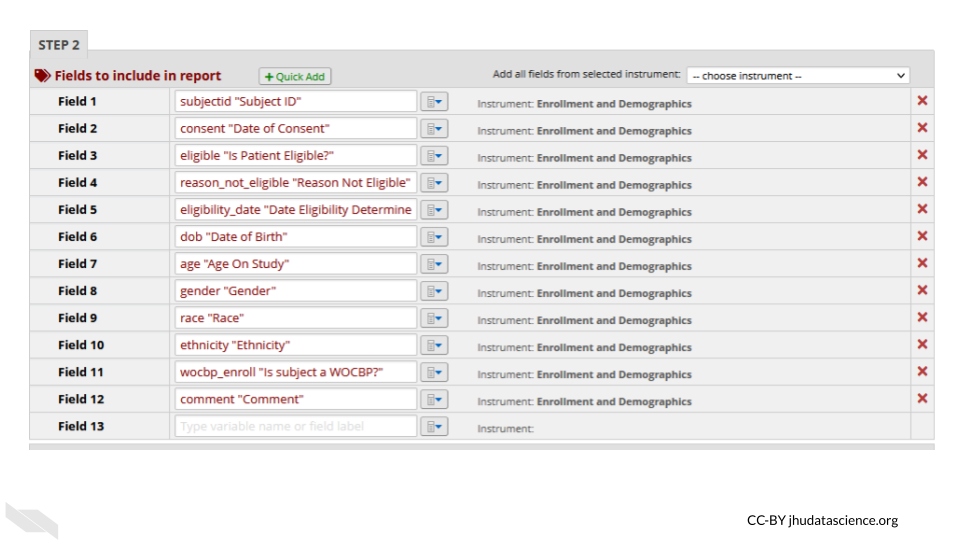 STEP 2
Fields to include in report + Quick Add Add all fields from selected instrument: -- choose instrument --
Field 1 subjectid "Subject ID" Instrument: Enrollment and Demographics
Field 2 consent "Date of Consent" Instrument: Enrollment and Demographics
Field 3 eligible "Is Patient Eligible?" Instrument: Enrollment and Demographics
Field 4 reason_not_eligible "Reason Not Eligible" Instrument: Enrollment and Demographics
Field 5 eligibility_date "Date Eligibility Determine Instrument: Enrollment and Demographics
Field 6 dob "Date of Birth" Instrument: Enrollment and Demographics
Field 7 age "Age On Study" Instrument: Enrollment and Demographics
Field 8 gender "Gender" Instrument: Enrollment and Demographics
Field 9 race "Race" Instrument: Enrollment and Demographics
Field 10 ethnicity "Ethnicity" Instrument: Enrollment and Demographics
Field 11 wocbp_enroll "Is subject a WOCBP?" Instrument: Enrollment and Demographics
Field 12 comment "Comment" Instrument: Enrollment and Demographics
Field 13 Type variable name or field label Instrument:
CC-BY jhudatascience.org